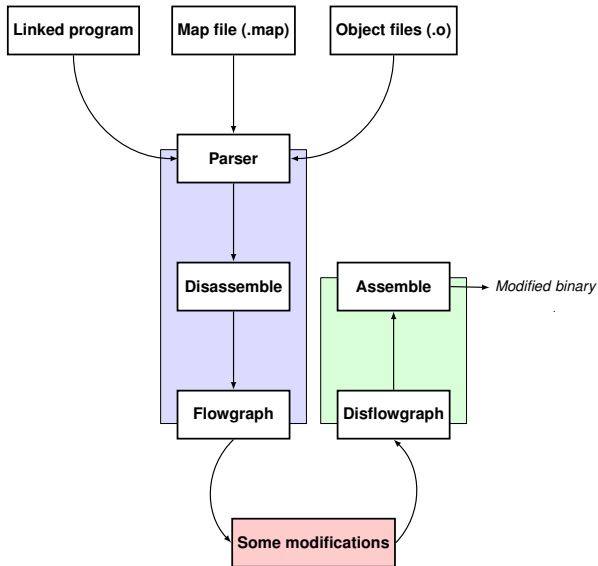 Linked program
Map file (.map)
Object files (.o)
Parser
Disassemble
Assemble
Modified binary
.
Flowgraph
Disflowgraph
Some modifications